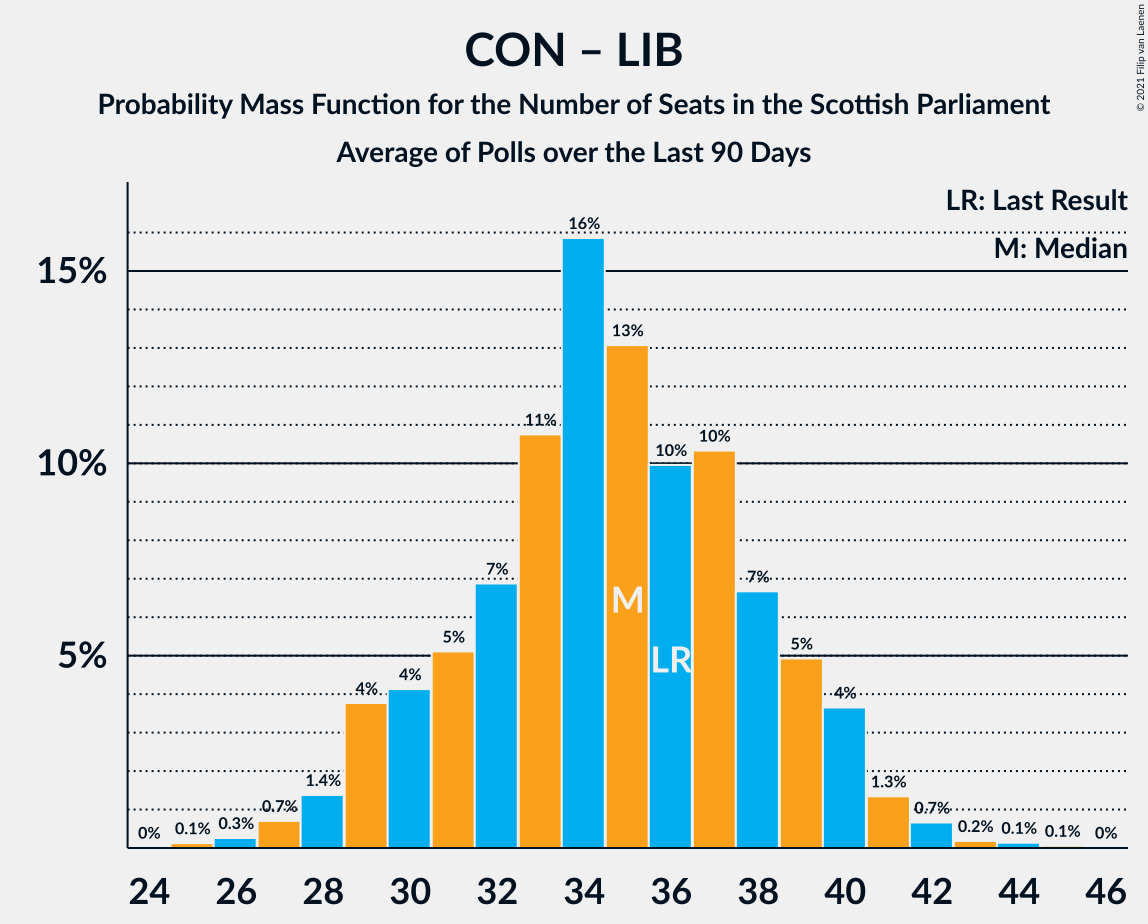 CON – LIB
Probability Mass Function for the Number of Seats in the Scottish Parliament
Average of Polls over the Last 90 Days
© 2021 Filip van Laenen
LR: Last Result
M: Median
15%
10%
5%
0%
0.1%
0.3%
0.7%
1.4%
4%
4%
5%
7%
11%
16%
13%
10%
10%
7%
5%
4%
1.3%
0.7%
0.2%
0.1%
0.1%
0%
M
LR
24 26 28 30 32 34 36 38 40 42 44 46